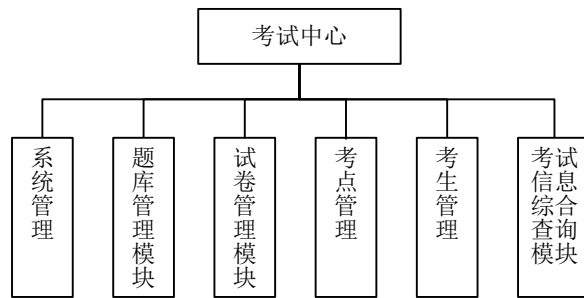 考试中心
系统管理
题库管理模块
试卷管理模块
考点管理
考生管理
考试信息综合查询模块